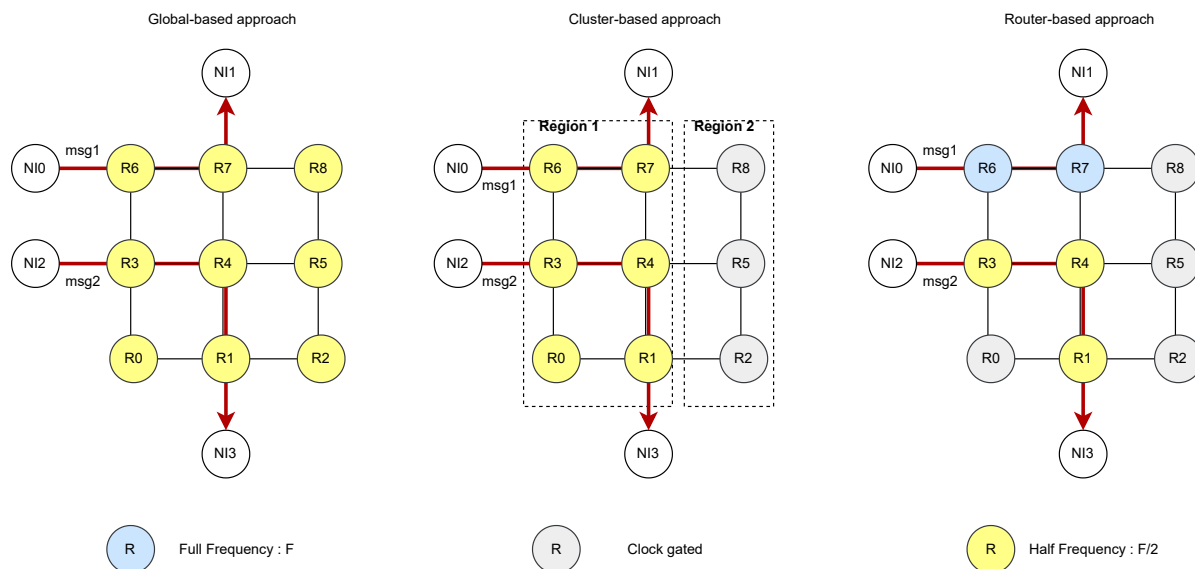 Global-based approach
Cluster-based approach
Router-based approach
NI1
NI1
NI1
Region 1
Region 2
msg1
msg1
msg1
NI0
R6
R7
R8
NI0
R6
R7
R8
NI0
R6
R7
R8
NI2
R3
R4
R5
NI2
R3
R4
R5
NI2
R3
R4
R5
msg2
msg2
msg2
R0
R1
R2
R0
R1
R2
R0
R1
R2
NI3
NI3
NI3
R
Full Frequency : F
R
Clock gated
R
Half Frequency : F/2